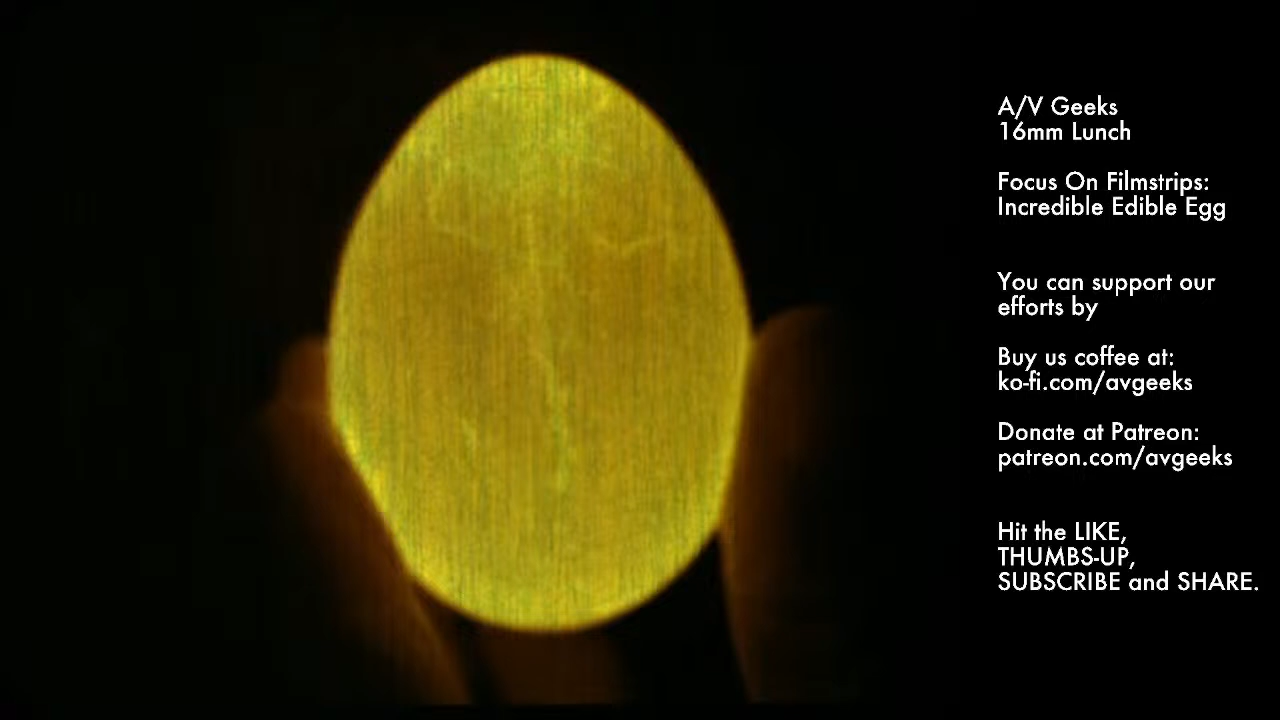 A/V Geeks
16mm Lunch
Focus On Filmstrips:
Incredible Edible Egg
You can support our
efforts by
Buy us coffee at:
ko-fi.com/avgeeks
Donate at Patreon:
patreon.com/avgeeks
Hit the LIKE,
THUMBS-UP,
SUBSCRIBE and SHARE.